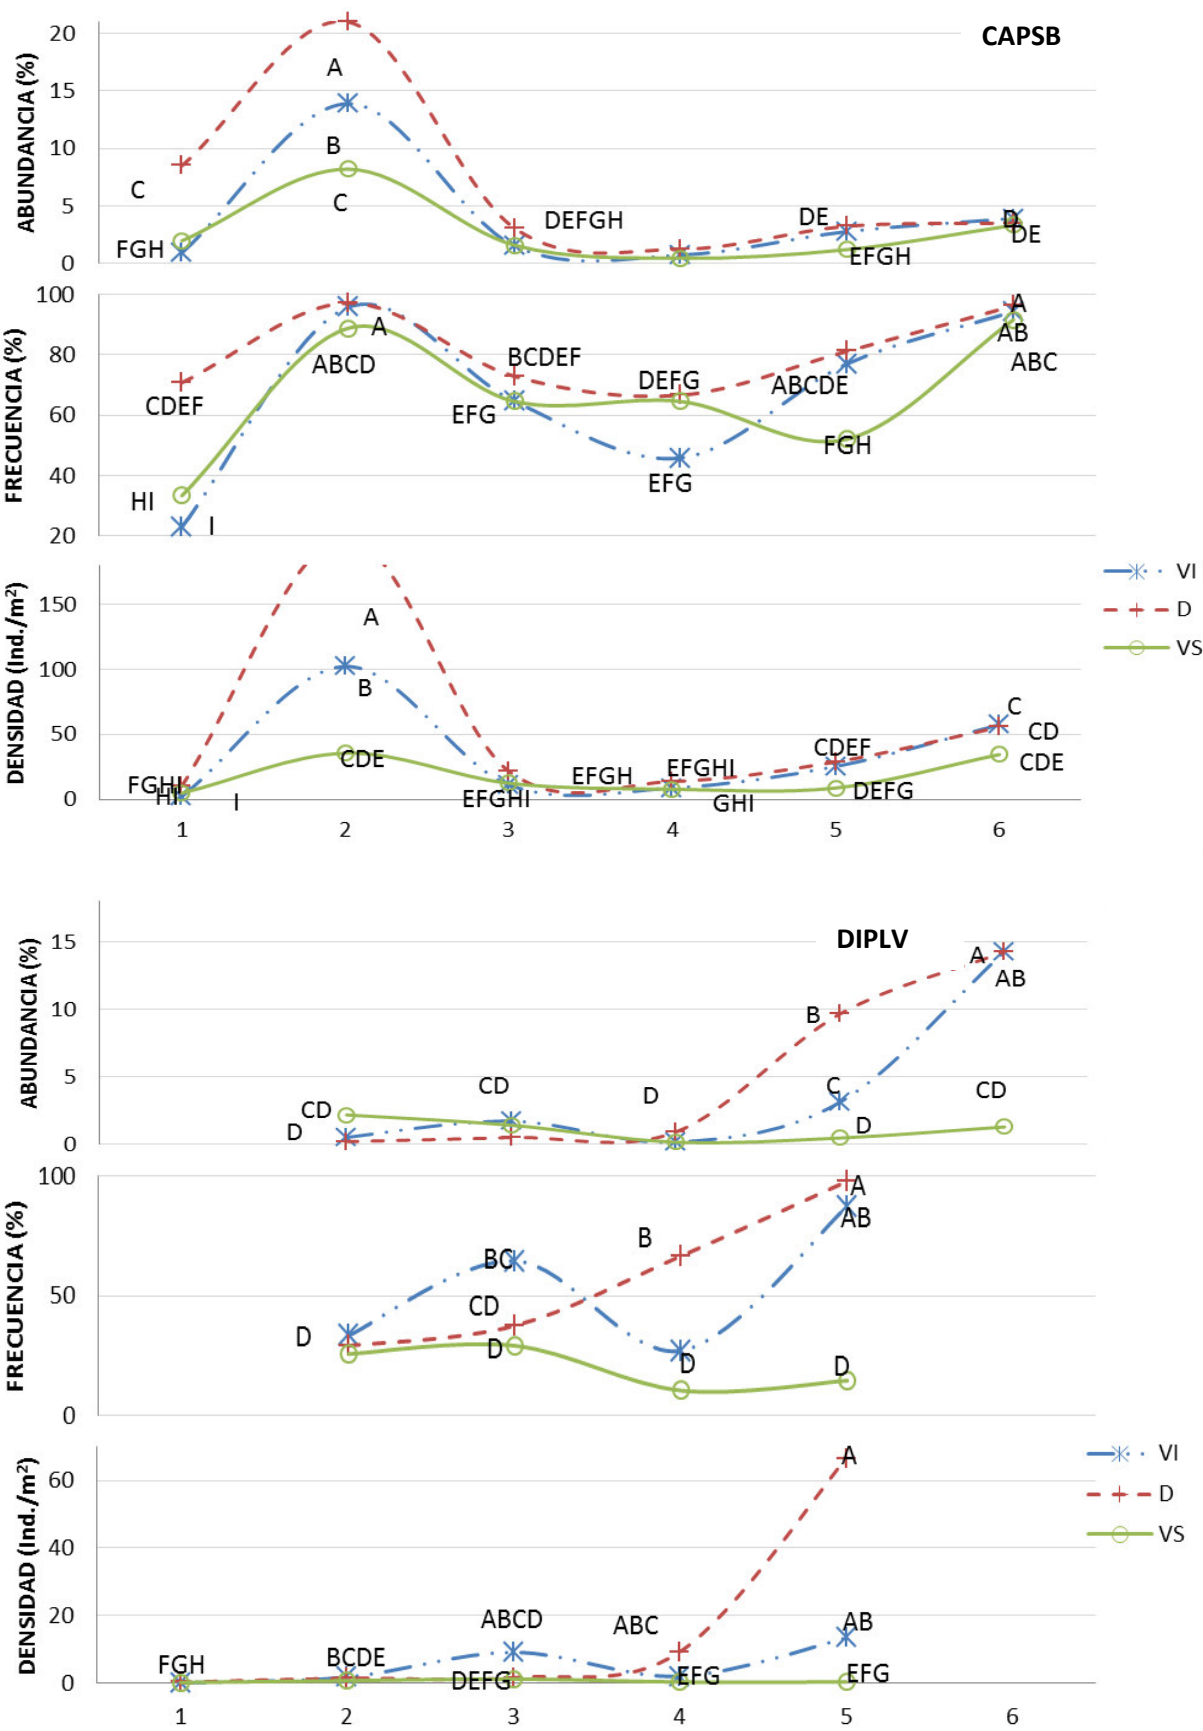 CAPSB
ABUNDANCIA (%)
20
15
10
5
0
A
B
C
C
FGH
DEFGH
DE
D
DE
EFGH
FRECUENCIA (%)
100
80
60
40
20
A
ABCD
CDEF
HI
I
BCDEF
EFG
DEFG
EFG
ABCDE
FGH
A
AB
ABC
DENSIDAD (Ind./m²)
150
100
50
0
A
B
CDE
FGHI
HI
I
EFGHI
EFGH
EFGHI
GHI
CDEF
DEFG
C
CD
CDE
1 2 3 4 5 6
VI
D
VS
DIPLV
ABUNDANCIA (%)
15
10
5
0
CD
D
CD
D
B
C
D
A
AB
CD
FRECUENCIA (%)
100
50
0
D
BC
CD
D
B
D
A
AB
D
DENSIDAD (Ind./m²)
60
40
20
0
FGH
BCDE
ABCD
DEFG
ABC
EFG
A
AB
EFG
1 2 3 4 5 6
VI
D
VS